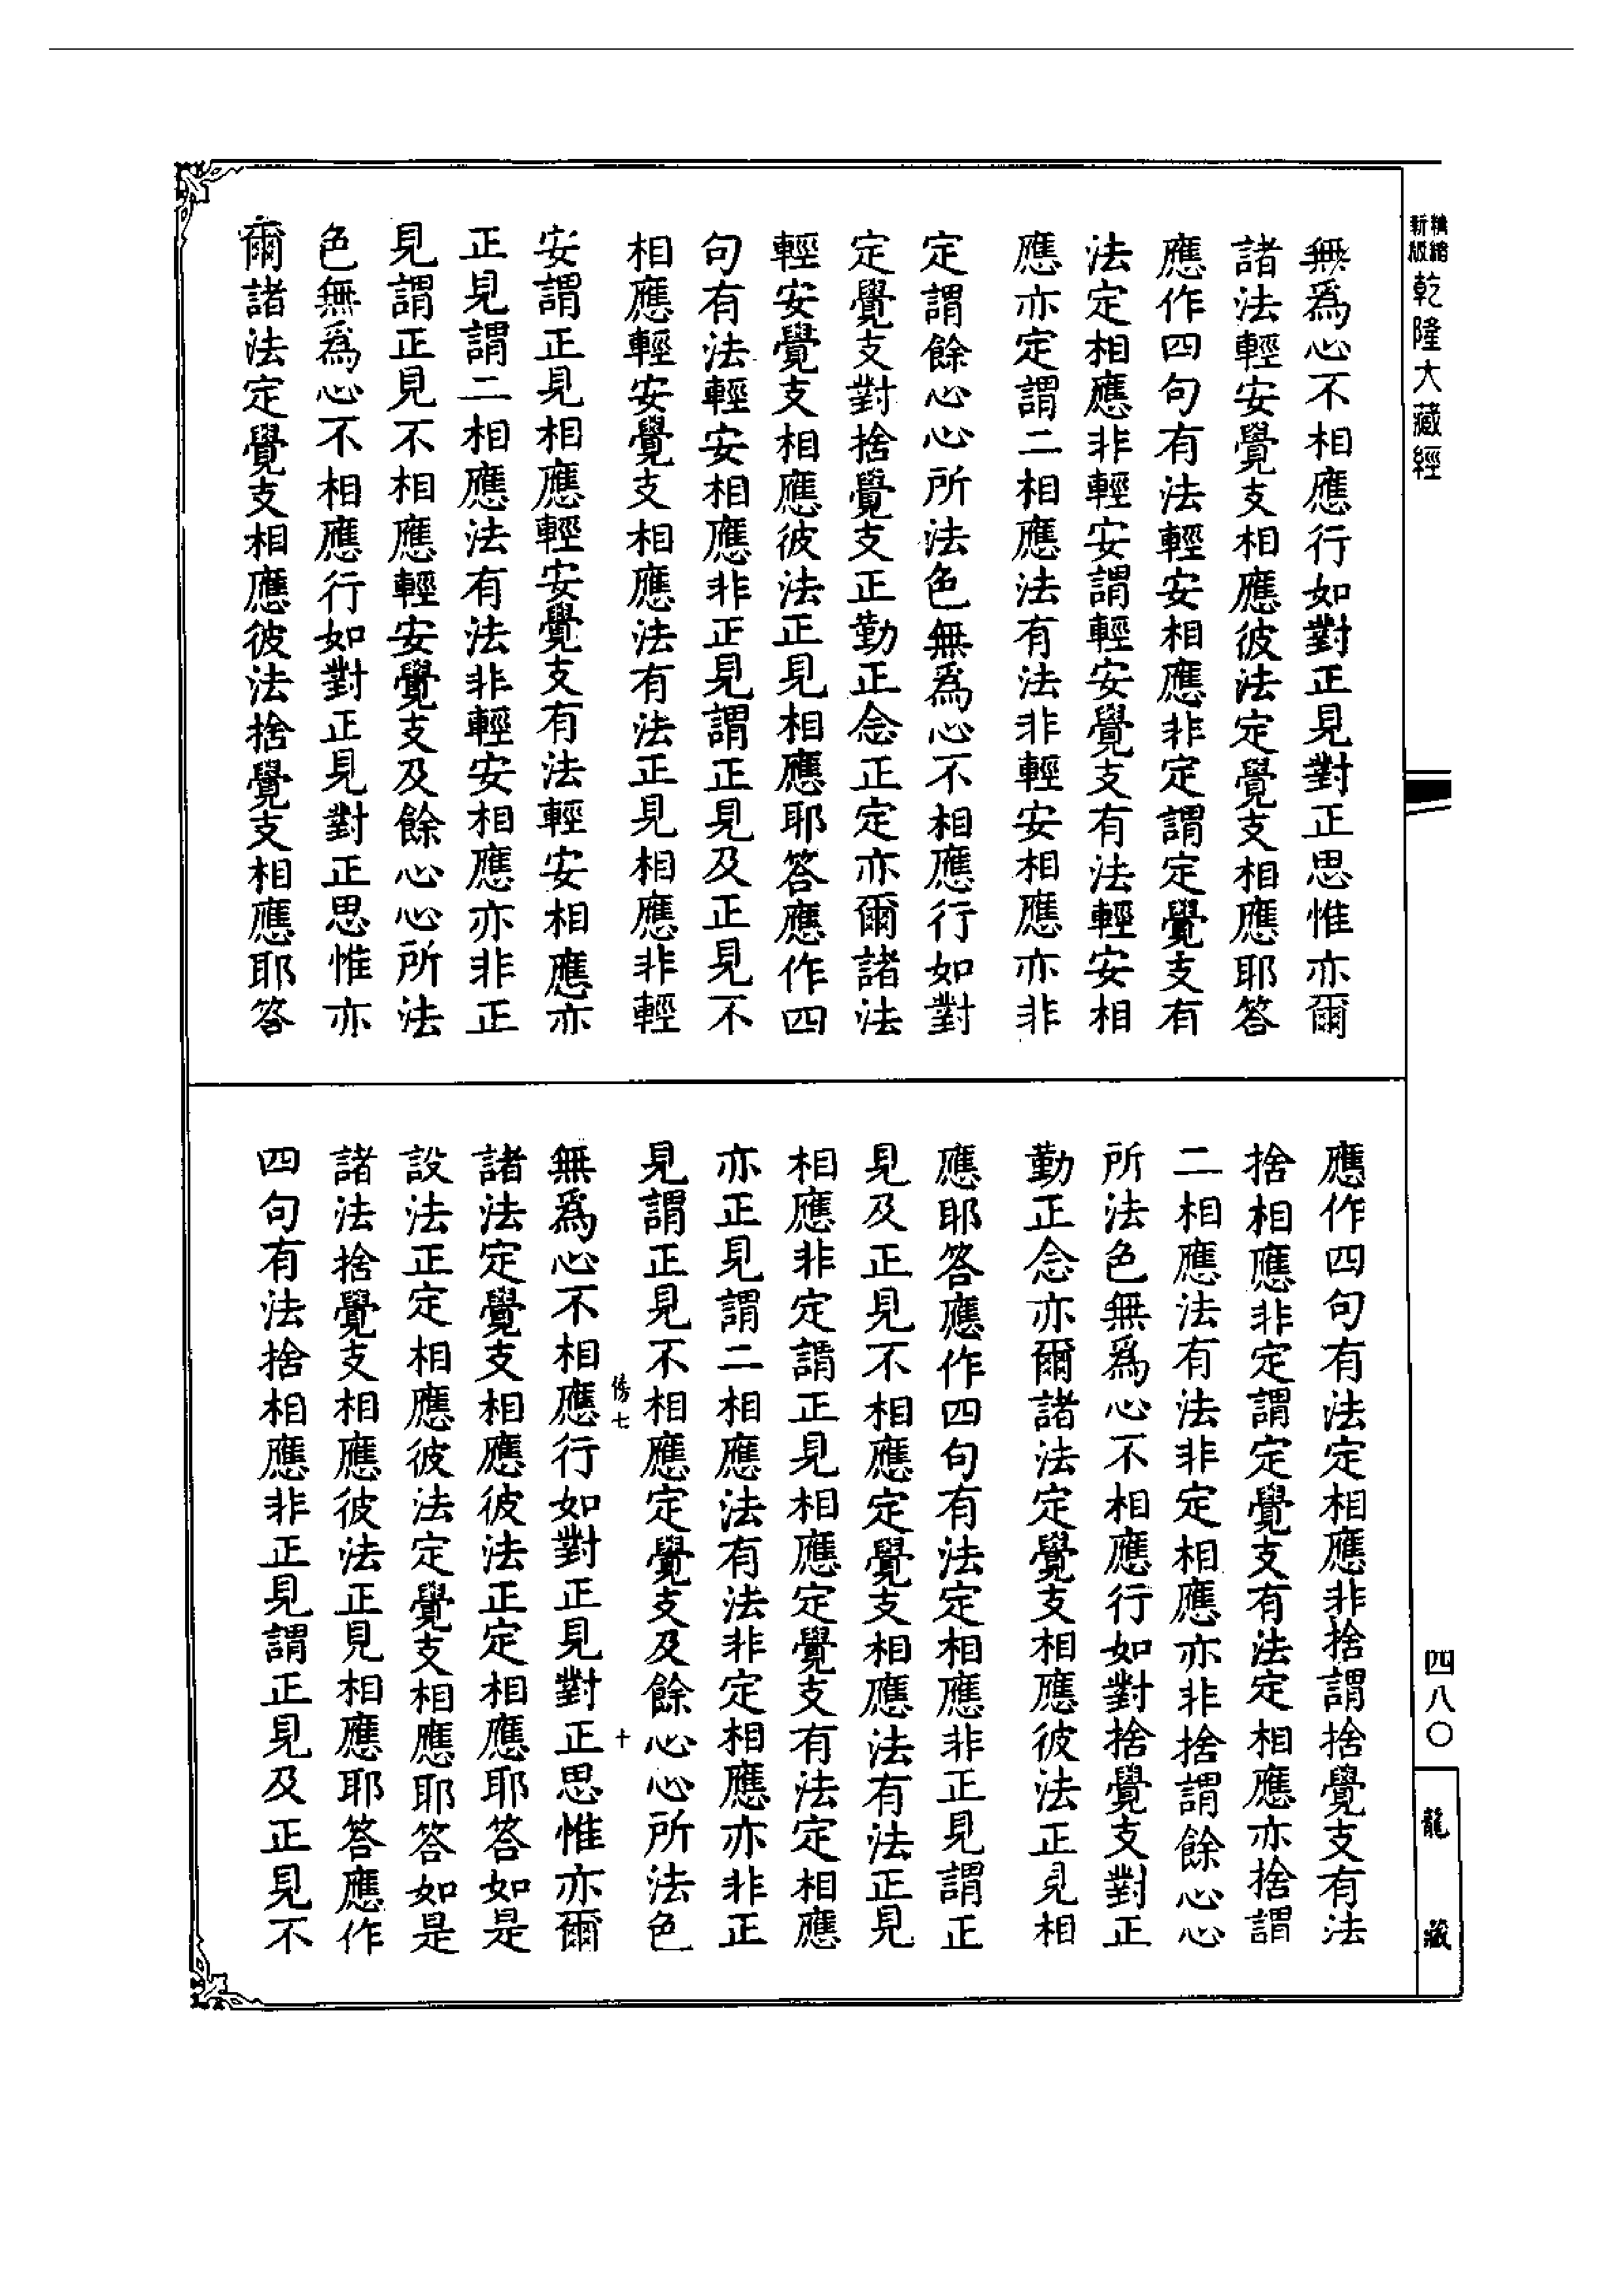 精縮新版乾隆大藏經
無爲心不相應行如對正見對正思惟亦爾
諸法輕安覺支相應彼法定覺支相應耶答
應作四句有法輕安相應非定謂定覺支有
法定相應非輕安謂輕安覺支有法輕安相
應亦定謂二相應法有法非輕安相應亦非
定謂餘心心所法色無爲心不相應行如對
定覺支對捨覺支正勤正念正定亦爾諸法
輕安覺支相應彼法正見相應耶答應作四
句有法輕安相應非正見謂正見及正見不
相應輕安覺支相應法有法正見相應非輕
安謂正見相應輕安覺支有法輕安相應亦
正見謂二相應法有法非輕安相應亦非正
見謂正見不相應輕安覺支及餘心心所法
色無爲心不相應行如對正見對正思惟亦
爾諸法定覺支相應彼法捨覺支相應耶答
應作四句有法定相應非捨謂捨覺支有法
捨相應非定謂定覺支有法定相應亦捨謂
二相應法有法非定相應亦非捨謂餘心心
所法色無爲心不相應行如對捨覺支對正
勤正念亦爾諸法定覺支相應彼法正見相
應耶答應作四句有法定相應非正見謂正
見及正見不相應定覺支相應法有法正見
相應非定謂正見相應定覺支有法定相應
亦正見謂二相應法有法非定相應亦非正
見謂正見不相應定覺支及餘心心所法色
傍七 十
無爲心不相應行如對正見對正思惟亦爾
諸法定覺支相應彼法正定相應耶答如是
設法正定相應彼法定覺支相應耶答如是
諸法捨覺支相應彼法正見相應耶答應作
四句有法捨相應非正見謂正見及正見不
四八〇
龍藏